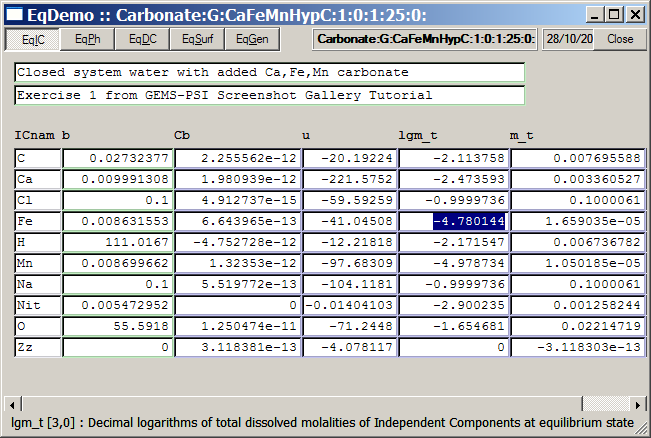 EqDemo :: Carbonate:G:CaFeMnHypC:1:0:1:25:0:
EqIC EqPh EqDC EqSurf EqGen Carbonate:G:CaFeMnHypC:1:0:1:25:0: 28/10/20 Close
Closed system water with added Ca,Fe,Mn carbonate
Exercise 1 from GEMS-PSI Screenshot Gallery Tutorial
ICnam b Cb u lgm_t m_t
C 0.02732377 2.255562e-12 -20.19224 -2.113758 0.007695588
Ca 0.009991308 1.980939e-12 -221.5752 -2.473593 0.003360527
Cl 0.1 4.912737e-15 -59.59259 -0.9999736 0.1000061
Fe 0.008631553 6.643965e-13 -41.04508 -4.780144 1.659035e-05
H 111.0167 -4.752728e-12 -12.21818 -2.171547 0.006736782
Mn 0.008699662 1.32353e-12 -97.68309 -4.978734 1.050185e-05
Na 0.1 5.519772e-13 -104.1181 -0.9999736 0.1000061
Nit 0.005472952 0 -0.01404103 -2.900235 0.001258244
O 55.5918 1.250474e-11 -71.2448 -1.654681 0.02214719
Zz 0 3.118381e-13 -4.078117 0 -3.118303e-13
lgm_t [3,0] : Decimal logarithms of total dissolved molalities of Independent Components at equilibrium state